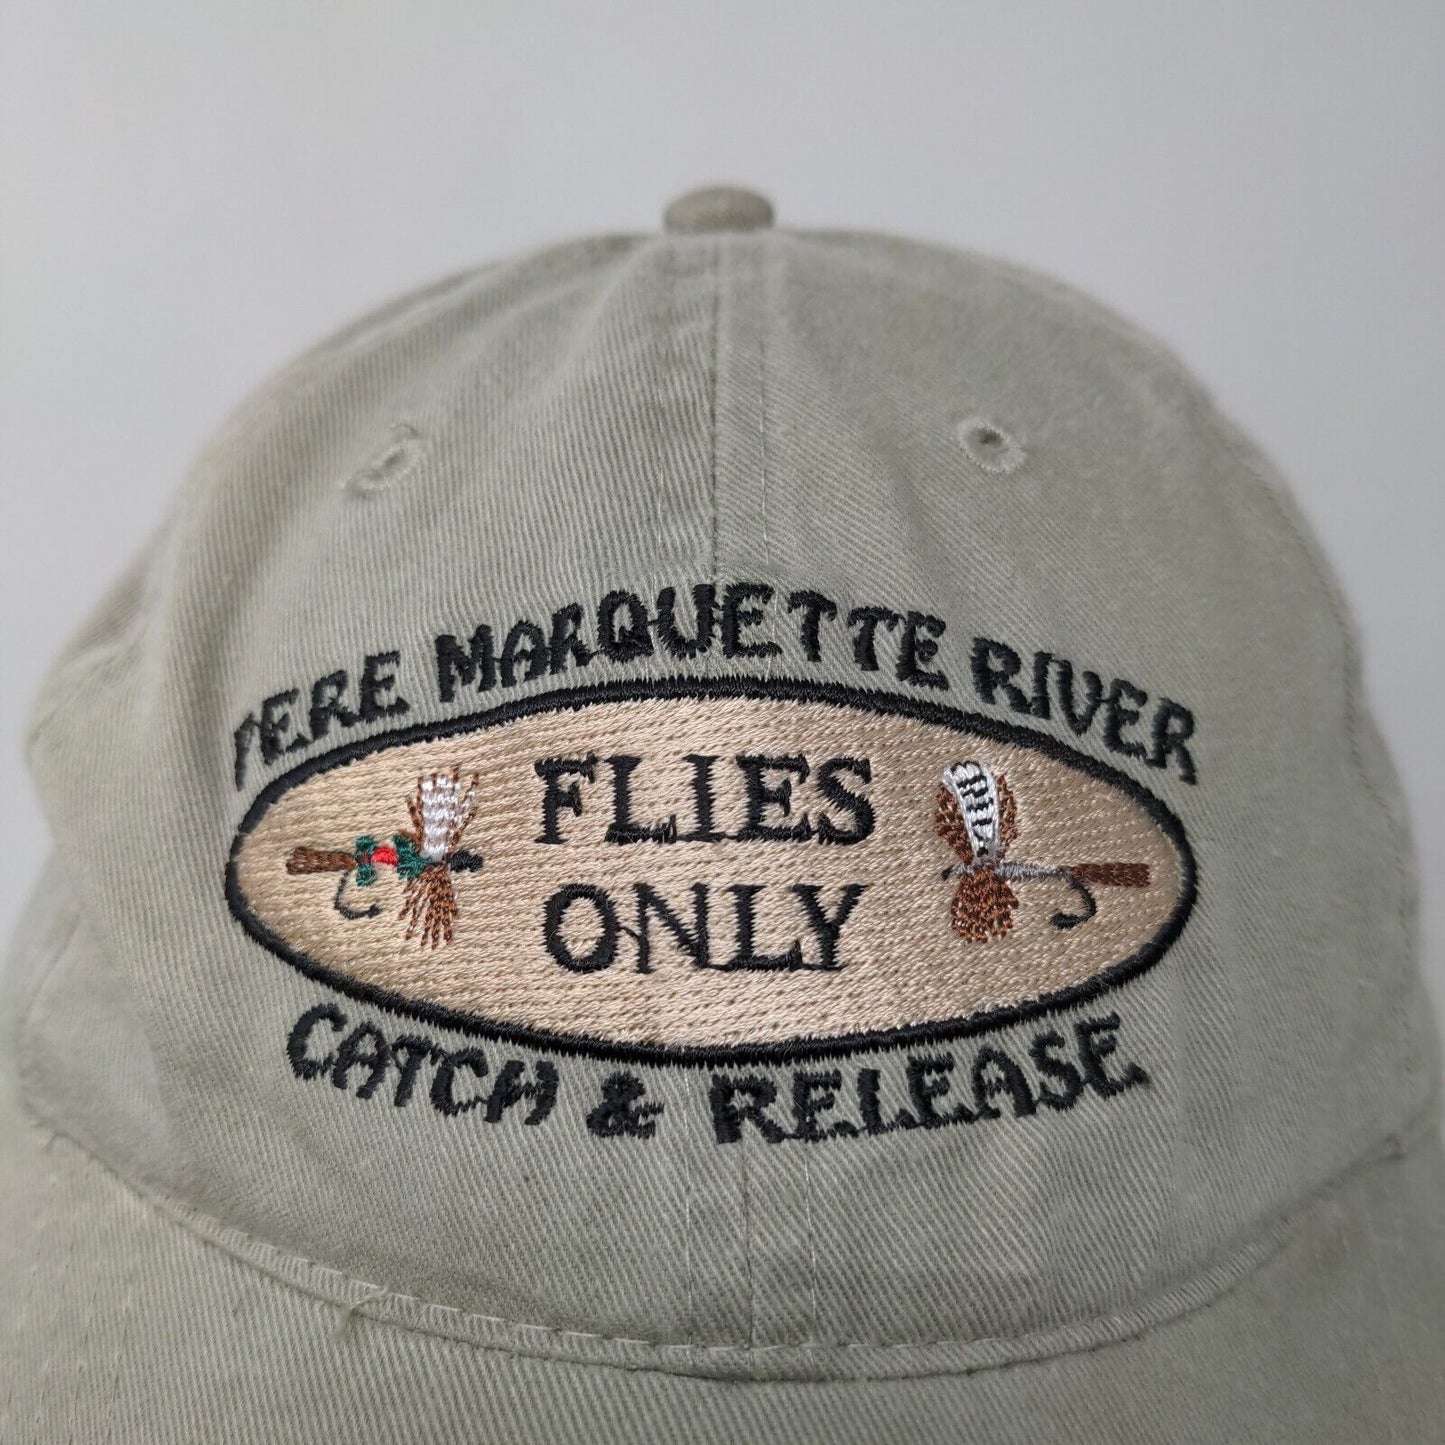 PERE MARQUETTE RIVER
FLIES
ONLY
CATCH & RELEASE